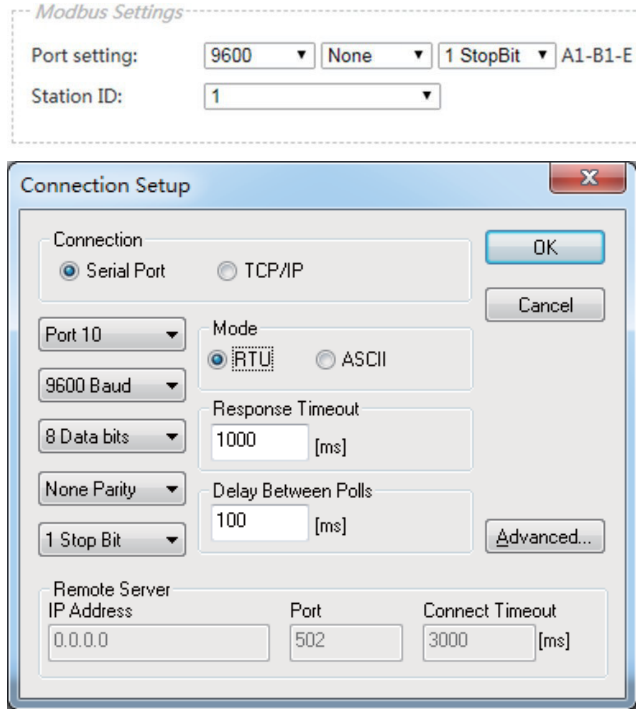 Modbus Settings
Port setting: 9600 None 1 StopBit A1-B1-E
Station ID: 1
Connection Setup
Connection
Serial Port TCP/IP
OK
Cancel
Port 10
9600 Baud
8 Data bits
None Parity
1 Stop Bit
Mode
RTU ASCII
Response Timeout
1000 [ms]
Delay Between Polls
100 [ms]
Advanced...
Remote Server
IP Address Port Connect Timeout
0.0.0.0 502 3000 [ms]